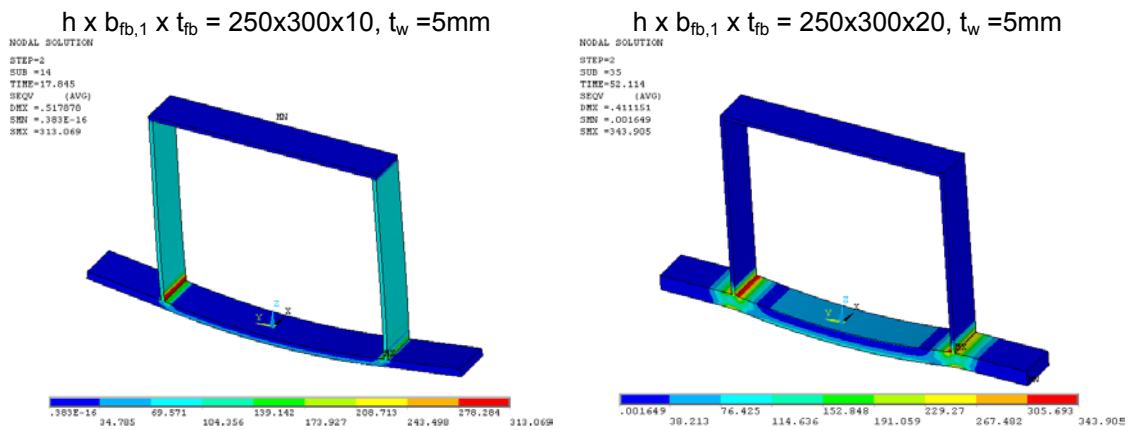 h x b_fb,1 x t_fb = 250x300x10, t_w =5mm
NODAL SOLUTION
STEP=2
SUB =14
TIME=17.845
SEQV (AVG)
DMX =.517878
SMN =.383E-16
SMX =313.069
MN
Z
Y X
MX
.383E-16 69.571 139.142 208.713 278.284
34.785 104.356 173.927 243.498 313.069
h x b_fb,1 x t_fb = 250x300x20, t_w =5mm
NODAL SOLUTION
STEP=2
SUB =35
TIME=52.114
SEQV (AVG)
DMX =.411151
SMN =.001649
SMX =343.905
Z
Y X
MX
MN
.001649 76.425 152.848 229.27 305.693
38.213 114.636 191.059 267.482 343.905